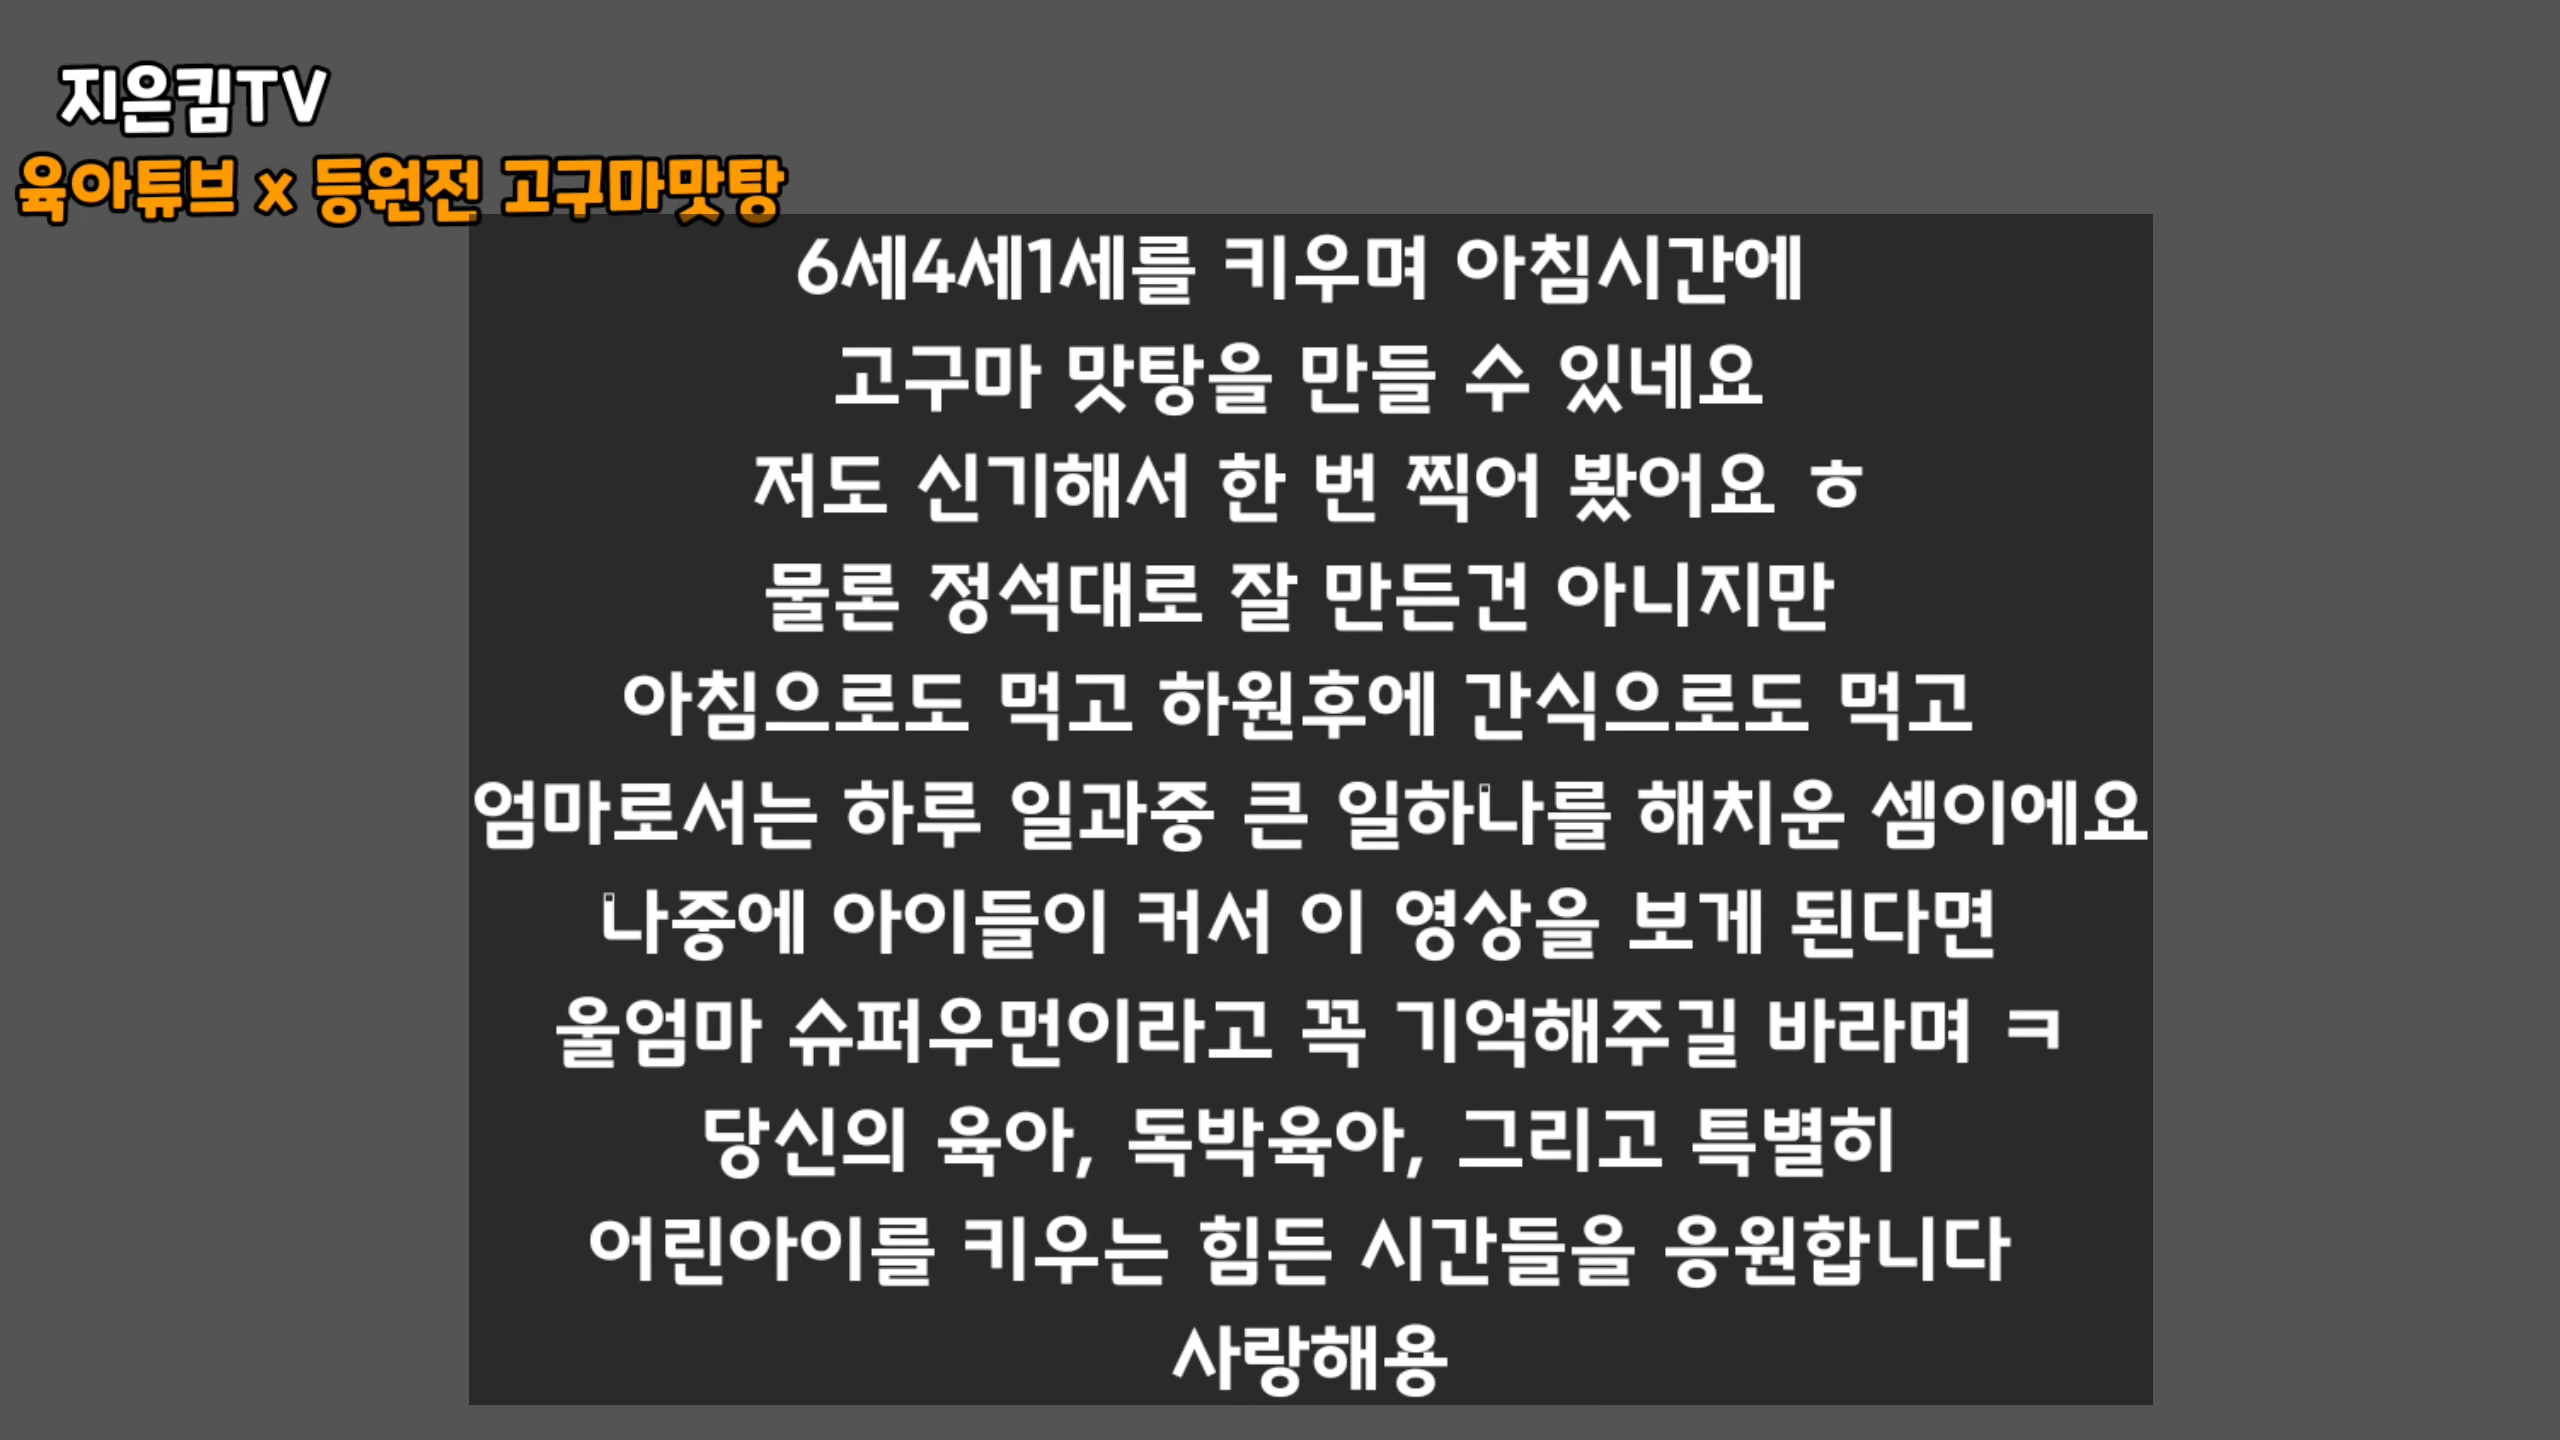 지은킴TV
육아튜브 x 등원전 고구마맛탕
6세4세1세를 키우며 아침시간에
고구마 맛탕을 만들 수 있네요
저도 신기해서 한 번 찍어 봤어요 ㅎ
물론 정석대로 잘 만든건 아니지만
아침으로도 먹고 하원후에 간식으로도 먹고
엄마로서는 하루 일과중 큰 일하나를 해치운 셈이에요
나중에 아이들이 커서 이 영상을 보게 된다면
울엄마 슈퍼우먼이라고 꼭 기억해주길 바라며 ㅋ
당신의 육아, 독박육아, 그리고 특별히
어린아이를 키우는 힘든 시간들을 응원합니다
사랑해용